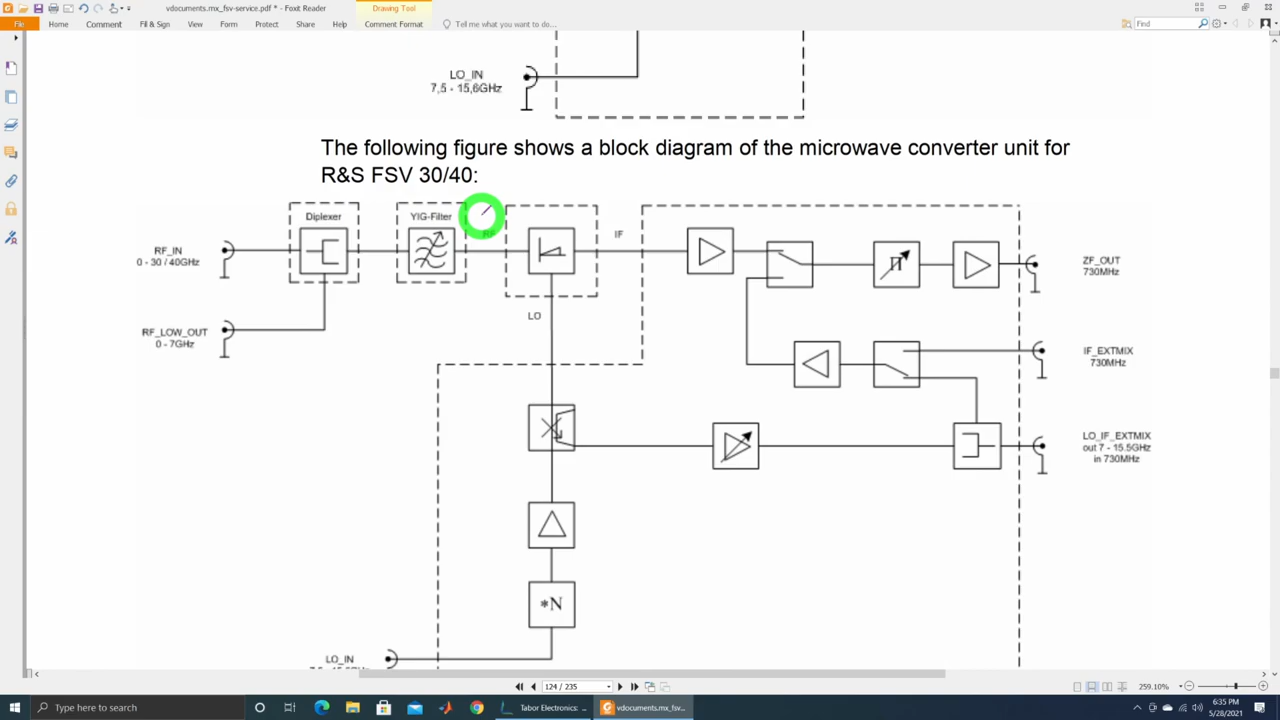 vdocuments.mx_fsv-service.pdf * - Foxit Reader
Drawing Tool
File
Home
Comment
Fill & Sign
View
Form
Protect
Share
Help
Comment Format
Tell me what you want to do...
Find
LO_IN
7,5 - 15,6GHz
The following figure shows a block diagram of the microwave converter unit for
R&S FSV 30/40:
Diplexer
YIG-Filter
RF
IF
RF_IN
0 - 30 / 40GHz
ZF_OUT
730MHz
LO
RF_LOW_OUT
0 - 7GHz
IF_EXTMIX
730MHz
LO_IF_EXTMIX
out 7 - 15.5GHz
in 730MHz
*N
LO_IN
124 / 235
259.10%
Type here to search
Tabor Electronics: ...
vdocuments.mx_fsv...
6:35 PM
5/28/2021